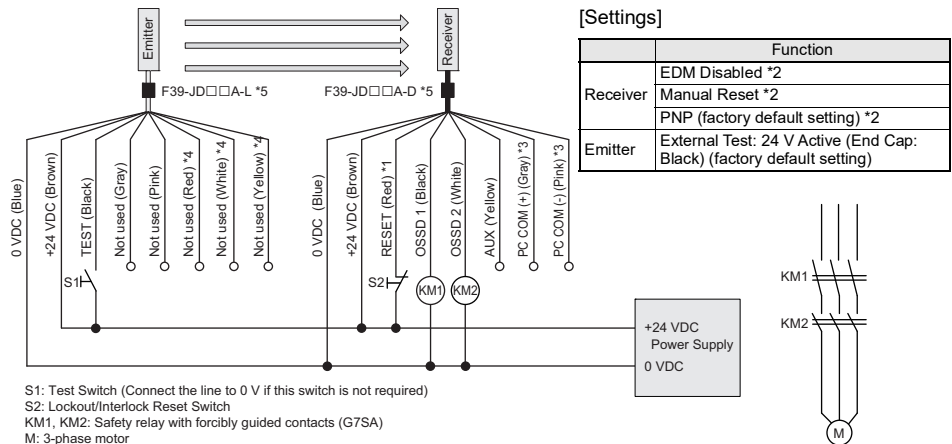 Emitter
Receiver
F39-JD□□A-L *5
F39-JD□□A-D *5
0 VDC (Blue)
+24 VDC (Brown)
TEST (Black)
Not used (Gray)
Not used (Pink)
Not used (Red) *4
Not used (White) *4
Not used (Yellow) *4
0 VDC (Blue)
+24 VDC (Brown)
RESET (Red) *1
OSSD 1 (Black)
OSSD 2 (White)
AUX (Yellow)
PC COM (+) (Gray) *3
PC COM (-) (Pink) *3
S1
S2
KM1
KM2
+24 VDC
Power Supply
0 VDC
S1: Test Switch (Connect the line to 0 V if this switch is not required)
S2: Lockout/Interlock Reset Switch
KM1, KM2: Safety relay with forcibly guided contacts (G7SA)
M: 3-phase motor
[Settings]
Function
Receiver
EDM Disabled *2
Manual Reset *2
PNP (factory default setting) *2
Emitter
External Test: 24 V Active (End Cap:
Black) (factory default setting)
KM1
KM2
M